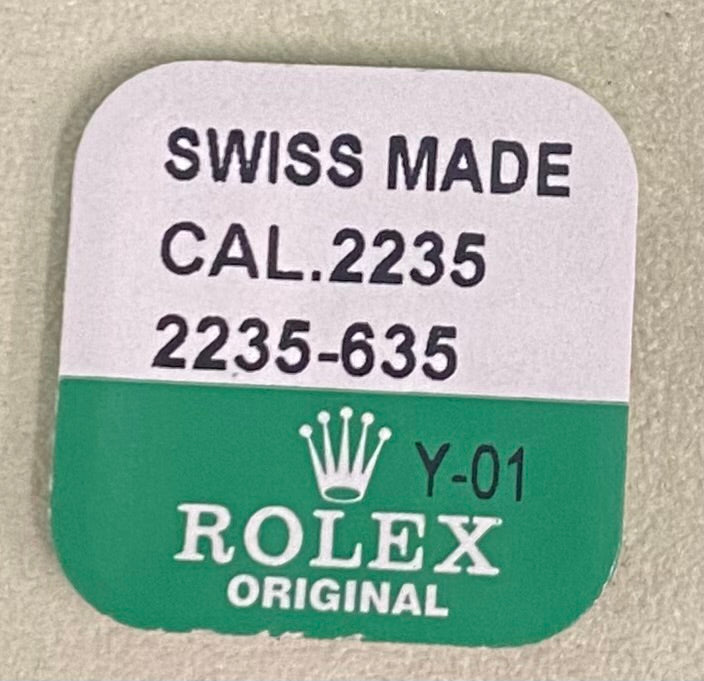 SWISS MADE
CAL.2235
2235-635
Y-01
ROLEX
ORIGINAL